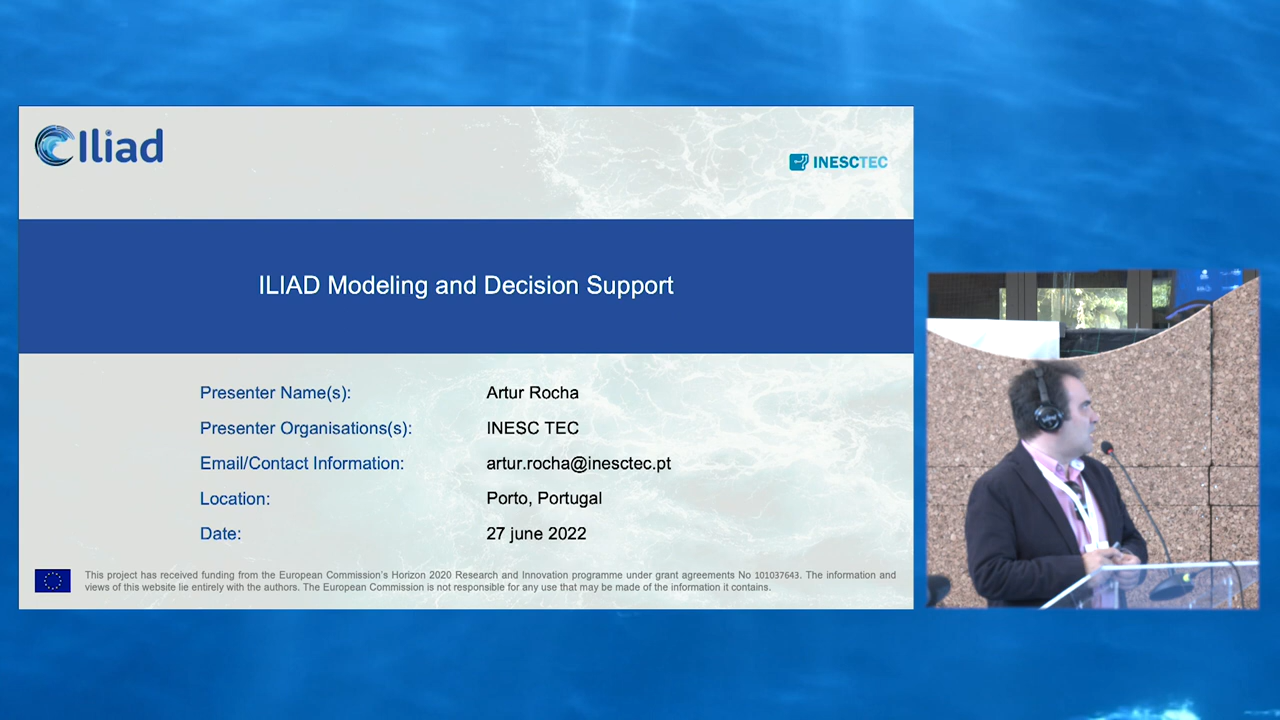 Iliad
INESCTEC
ILIAD Modeling and Decision Support
Presenter Name(s): Artur Rocha
Presenter Organisations(s): INESC TEC
Email/Contact Information: artur.rocha@inesctec.pt
Location: Porto, Portugal
Date: 27 june 2022
This project has received funding from the European Commission's Horizon 2020 Research and Innovation programme under grant agreements No 101037643. The information and
views of this website lie entirely with the authors. The European Commission is not responsible for any use that may be made of the information it contains.